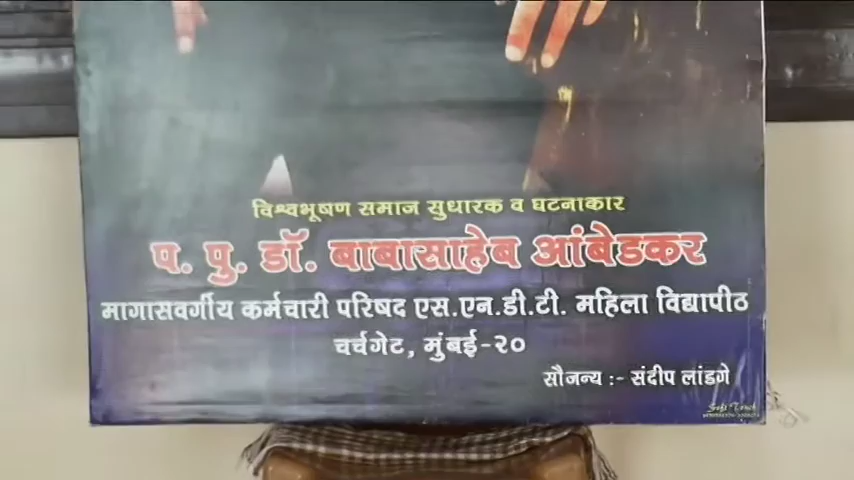 विश्वभूषण समाज सुधारक व घटनाकार
प. पु. डॉ. बाबासाहेब आंबेडकर
मागासवर्गीय कर्मचारी परिषद एस.एन.डी.टी. महिला विद्यापीठ
चर्चगेट, मुंबई-२०
सौजन्य :- संदीप लांडगे